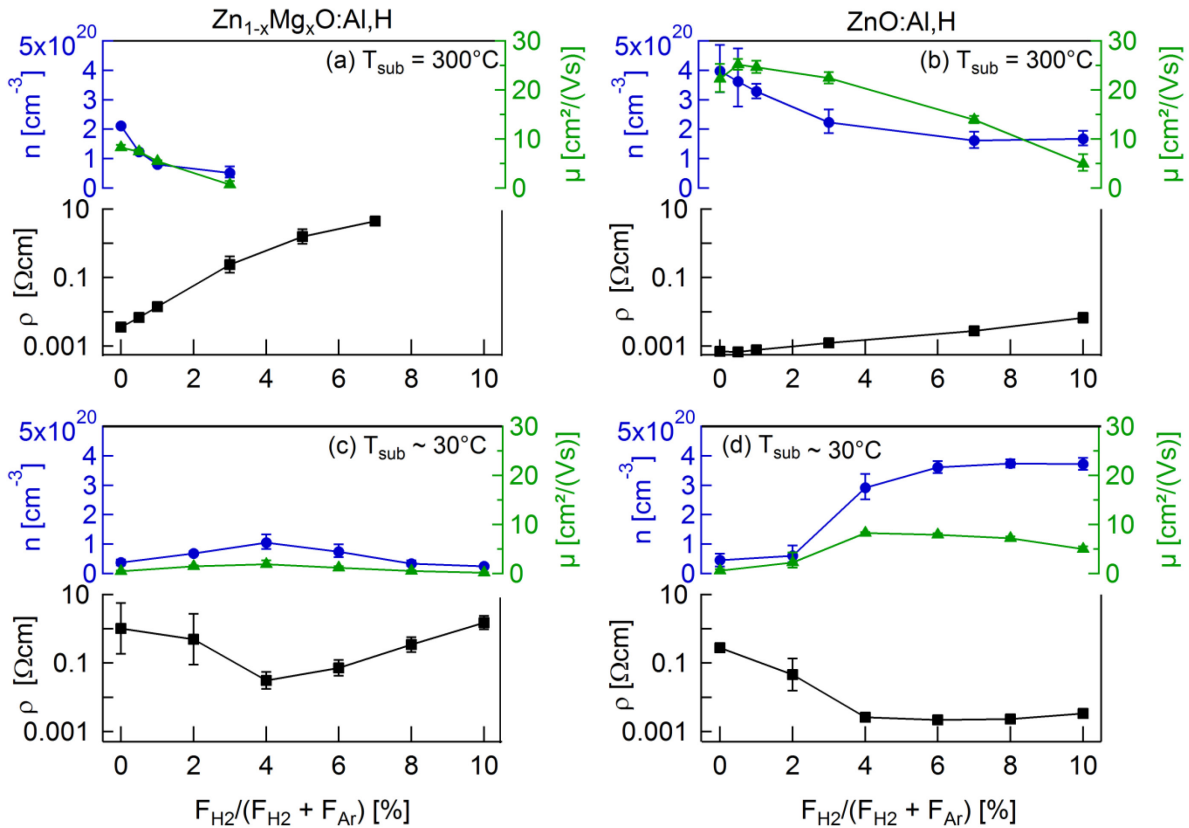 Zn1-xMgxO:Al,H
ZnO:Al,H
5x10^20
4
3
2
1
0
n [cm^-3]
(a) Tsub = 300°C
30
20
10
0
µ [cm²/(Vs)]
10
0.1
0.001
ρ [Ωcm]
0 2 4 6 8 10
5x10^20
4
3
2
1
0
n [cm^-3]
(b) Tsub = 300°C
30
20
10
0
µ [cm²/(Vs)]
10
0.1
0.001
ρ [Ωcm]
0 2 4 6 8 10
5x10^20
4
3
2
1
0
n [cm^-3]
(c) Tsub ~ 30°C
30
20
10
0
µ [cm²/(Vs)]
10
0.1
0.001
ρ [Ωcm]
0 2 4 6 8 10
FH2/(FH2 + FAr) [%]
5x10^20
4
3
2
1
0
n [cm^-3]
(d) Tsub ~ 30°C
30
20
10
0
µ [cm²/(Vs)]
10
0.1
0.001
ρ [Ωcm]
0 2 4 6 8 10
FH2/(FH2 + FAr) [%]